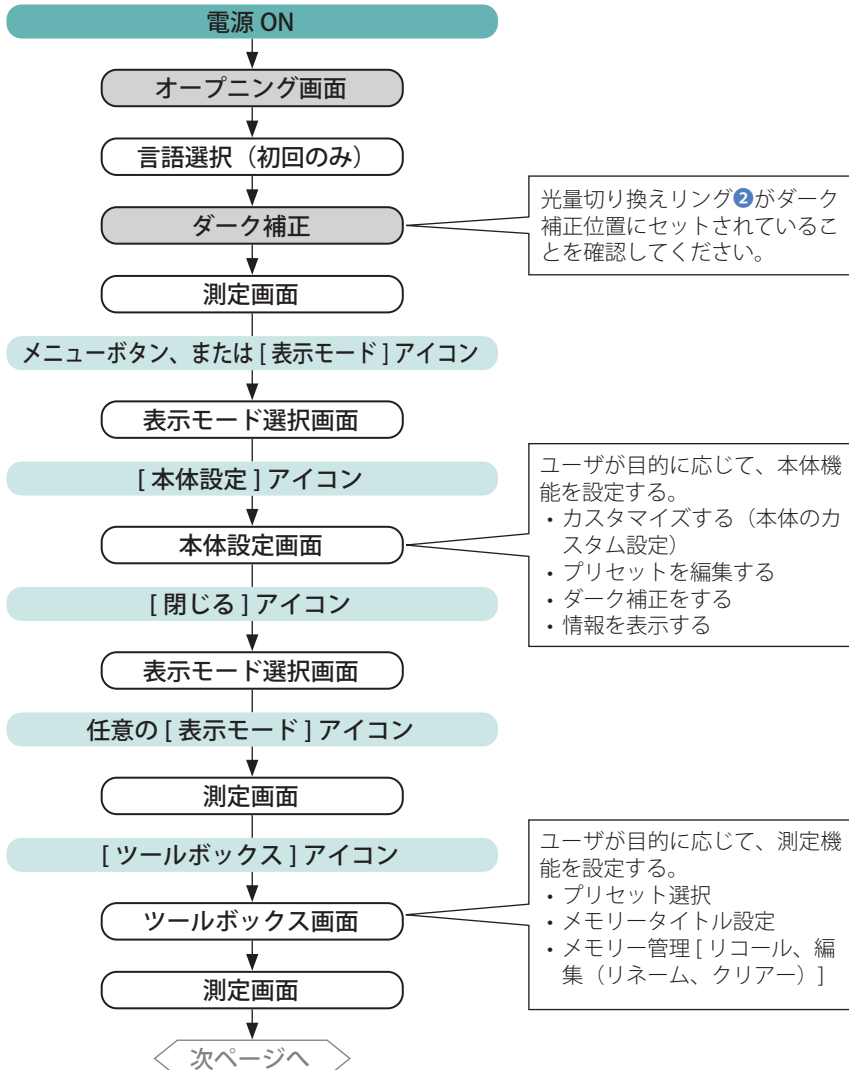 電源 ON
オープニング画面
言語選択（初回のみ）
ダーク補正
光量切り換えリング❷がダーク
補正位置にセットされているこ
とを確認してください。
測定画面
メニューボタン、または [ 表示モード ] アイコン
表示モード選択画面
[ 本体設定 ] アイコン
本体設定画面
ユーザが目的に応じて、本体機
能を設定する。
・カスタマイズする（本体のカ
スタム設定）
・プリセットを編集する
・ダーク補正をする
・情報を表示する
[ 閉じる ] アイコン
表示モード選択画面
任意の [ 表示モード ] アイコン
測定画面
[ ツールボックス ] アイコン
ツールボックス画面
ユーザが目的に応じて、測定機
能を設定する。
・プリセット選択
・メモリータイトル設定
・メモリー管理 [ リコール、編
集（リネーム、クリアー）]
測定画面
次ページへ